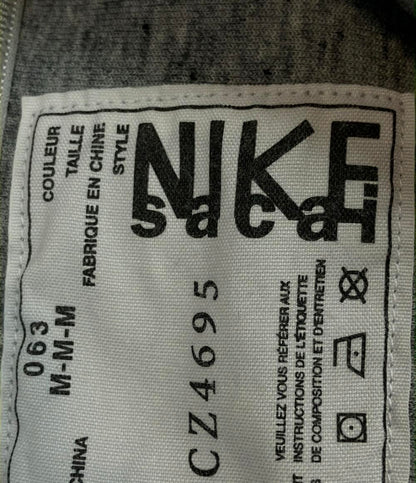 NIKE
sacai
COULEUR
TAILLE
FABRIQUE EN CHINE
STYLE
063
M-M-M
CZ4695
CHINA
VEUILLEZ VOUS RÉFÉRER AUX
INSTRUCTIONS DE L'ÉTIQUETTE
DE COMPOSITION ET D'ENTRETIEN